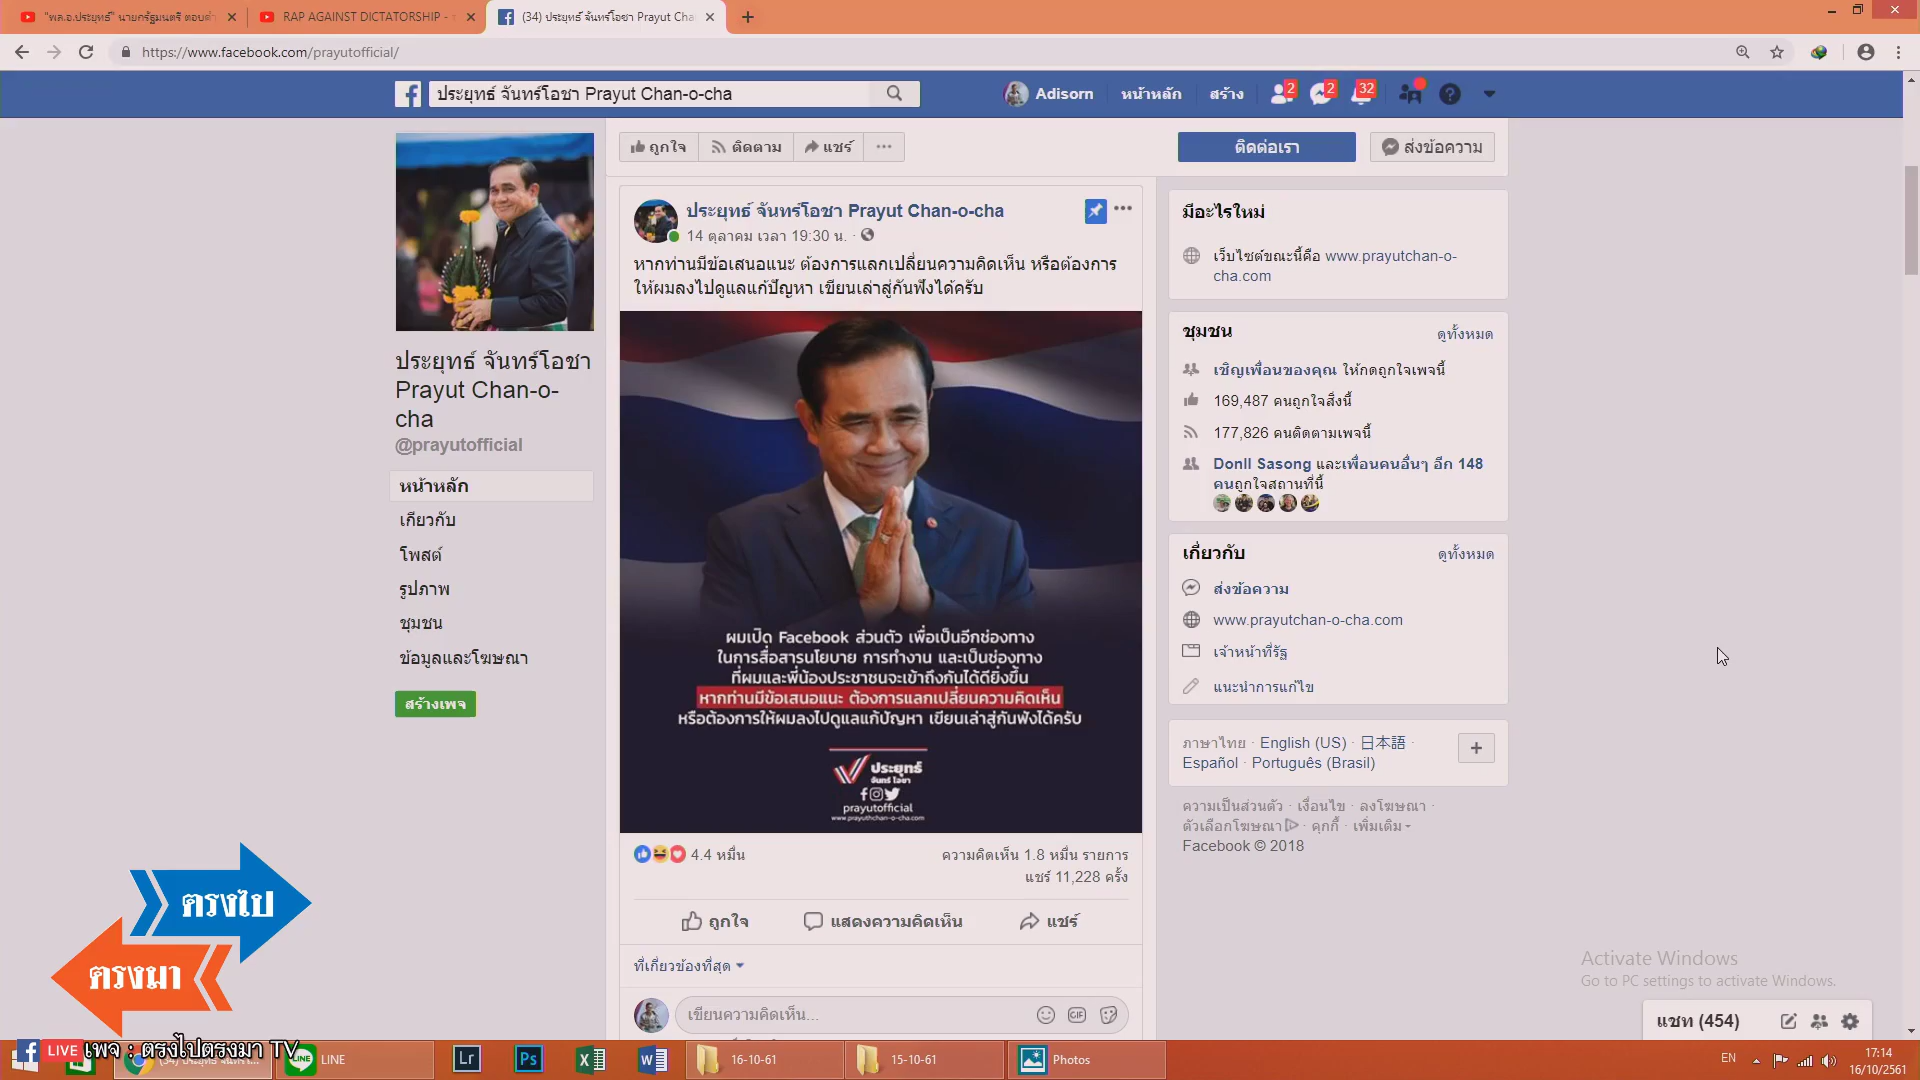 "พล.อ.ประยุทธ์" นายกรัฐมนตรี ตอบคำ
RAP AGAINST DICTATORSHIP -
(34) ประยุทธ์ จันทร์โอชา Prayut Cha
https://www.facebook.com/prayutofficial/
ประยุทธ์ จันทร์โอชา Prayut Chan-o-cha
Adisorn
หน้าหลัก
สร้าง
2
2
32
ถูกใจ
ติดตาม
แชร์
ติดต่อเรา
ส่งข้อความ
ประยุทธ์ จันทร์โอชา
Prayut Chan-o-
cha
@prayutofficial
หน้าหลัก
เกี่ยวกับ
โพสต์
รูปภาพ
ชุมชน
ข้อมูลและโฆษณา
สร้างเพจ
ประยุทธ์ จันทร์โอชา Prayut Chan-o-cha
14 ตุลาคม เวลา 19:30 น. ·
หากท่านมีข้อเสนอแนะ ต้องการแลกเปลี่ยนความคิดเห็น หรือต้องการ
ให้ผมลงไปดูแลแก้ปัญหา เขียนเล่าสู่กันฟังได้ครับ
ผมเปิด Facebook ส่วนตัว เพื่อเป็นอีกช่องทาง
ในการสื่อสารนโยบาย การทำงาน และเป็นช่องทาง
ที่ผมและพี่น้องประชาชนจะเข้าถึงกันได้ดียิ่งขึ้น
หากท่านมีข้อเสนอแนะ ต้องการแลกเปลี่ยนความคิดเห็น
หรือต้องการให้ผมลงไปดูแลแก้ปัญหา เขียนเล่าสู่กันฟังได้ครับ
ประยุทธ์
จันทร์ โอชา
prayutofficial
www.prayuthchan-o-cha.com
4.4 หมื่น
ความคิดเห็น 1.8 หมื่น รายการ
แชร์ 11,228 ครั้ง
ถูกใจ
แสดงความคิดเห็น
แชร์
ที่เกี่ยวข้องที่สุด
เขียนความคิดเห็น...
GIF
มีอะไรใหม่
เว็บไซต์ขณะนี้คือ www.prayutchan-o-
cha.com
ชุมชน
ดูทั้งหมด
เชิญเพื่อนของคุณ ให้กดถูกใจเพจนี้
169,487 คนถูกใจสิ่งนี้
177,826 คนติดตามเพจนี้
DonII Sasong และเพื่อนคนอื่นๆ อีก 148
คนถูกใจสถานที่นี้
เกี่ยวกับ
ดูทั้งหมด
ส่งข้อความ
www.prayutchan-o-cha.com
เจ้าหน้าที่รัฐ
แนะนำการแก้ไข
ภาษาไทย · English (US) · 日本語 ·
Español · Português (Brasil)
ความเป็นส่วนตัว · เงื่อนไข · ลงโฆษณา ·
ตัวเลือกโฆษณา · คุกกี้ · เพิ่มเติม
Facebook © 2018
ตรงไป
ตรงมา
Activate Windows
Go to PC settings to activate Windows.
แชท (454)
LIVE เพจ : ตรงไปตรงมา TV
LINE
LINE
Lr
Ps
16-10-61
15-10-61
Photos
EN
17:14
16/10/2561